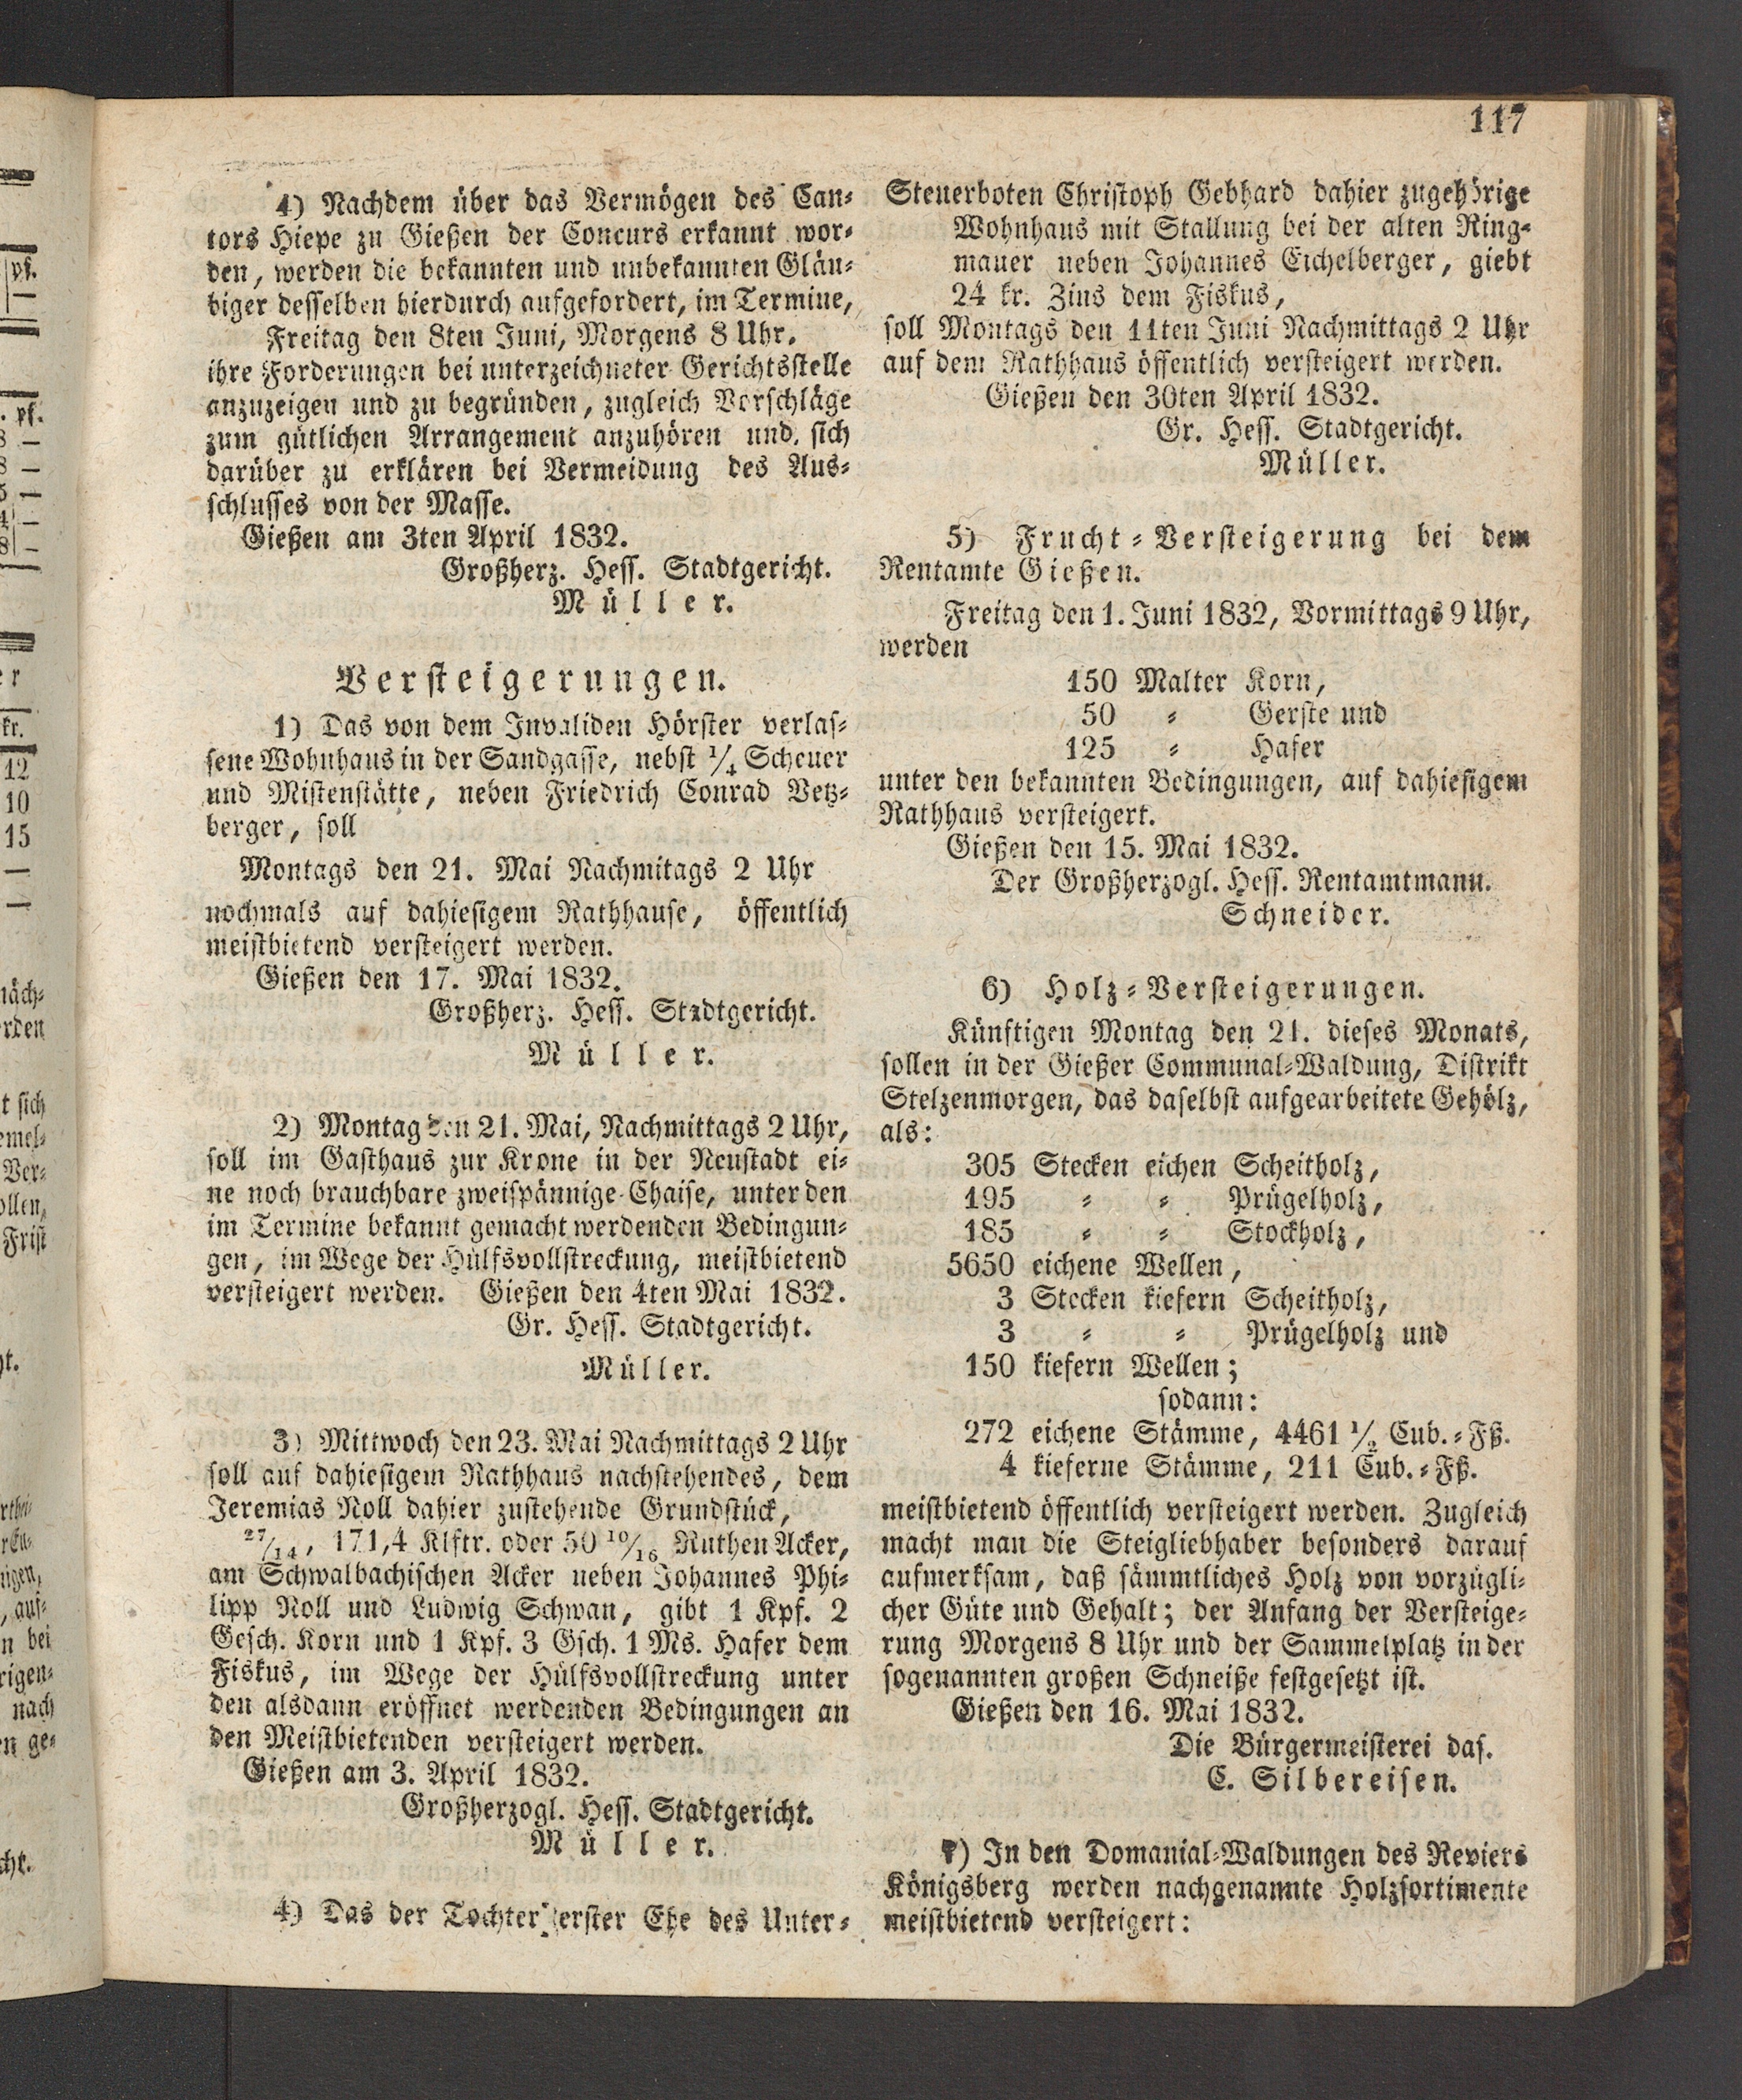 117
4) Nachdem über das Vermögen des Can⸗
tors Hiepe zu Gießen der Concurs erkannt wor⸗
den, werden die bekannten und unbekannten Gläu⸗
biger desselben hierdurch aufgefordert, im Termine,
Freitag den 8ten Juni, Morgens 8 Uhr.
ihre Forderungen bei unterzeichneter Gerichtsstelle
anzuzeigen und zu begründen, zugleich Vorschläge
zum gütlichen Arrangement anzuhören und sich
darüber zu erklären bei Vermeidung des Aus⸗
schlusses von der Masse.
Gießen am 3ten April 1832.
Großherz. Hess. Stadtgericht.
Müller.
Versteigerungen.
1) Das von dem Invaliden Hörster verlas⸗
sene Wohnhaus in der Sandgasse, nebst 1/4 Scheuer
und Mistenstätte, neben Friedrich Conrad Vetz⸗
berger, soll
Montags den 21. Mai Nachmitags 2 Uhr
nochmals auf dahiesigem Rathhause, öffentlich
meistbietend versteigert werden.
Gießen den 17. Mai 1832.
Großherz. Hess. Stadtgericht.
Müller.
2) Montag den 21. Mai, Nachmittags 2 Uhr,
soll im Gasthaus zur Krone in der Neustadt ei⸗
ne noch brauchbare zweispännige Chaise, unter den
im Termine bekannt gemacht werdenden Bedingun⸗
gen, im Wege der Hülfsvollstreckung, meistbietend
versteigert werden. Gießen den 4ten Mai 1832.
Gr. Hess. Stadtgericht.
Müller.
3) Mittwoch den 23. Mai Nachmittags 2 Uhr
soll auf dahiesigem Rathhaus nachstehendes, dem
Jeremias Noll dahier zustehende Grundstück,
27/14, 171,4 Klftr. oder 50 10/16 Ruthen Acker,
am Schwalbachischen Acker neben Johannes Phi⸗
lipp Noll und Ludwig Schwan, gibt 1 Kpf. 2
Gesch. Korn und 1 Kpf. 3 Gsch. 1 Ms. Hafer dem
Fiskus, im Wege der Hülfsvollstreckung unter
den alsdann eröffnet werdenden Bedingungen an
den Meistbietenden versteigert werden.
Gießen am 3. April 1832.
Großherzogl. Hess. Stadtgericht.
Müller.
4) Das der Tochter erster Ehe des Unter⸗
Steuerboten Christoph Gebhard dahier zugehörige
Wohnhaus mit Stallung bei der alten Ring⸗
mauer neben Johannes Eichelberger, giebt
24 kr. Zins dem Fiskus,
soll Montags den 11ten Juni Nachmittags 2 Uhr
auf dem Rathhaus öffentlich versteigert werden.
Gießen den 30ten April 1832.
Gr. Hess. Stadtgericht.
Müller.
5) Frucht⸗Versteigerung bei dem
Rentamte Gießen.
Freitag den 1. Juni 1832, Vormittags 9 Uhr,
werden
150 Malter Korn,
50 ⸗ Gerste und
125 ⸗ Hafer
unter den bekannten Bedingungen, auf dahiesigem
Rathhaus versteigert.
Gießen den 15. Mai 1832.
Der Großherzogl. Hess. Rentamtmann.
Schneider.
6) Holz⸗Versteigerungen.
Künftigen Montag den 21. dieses Monats,
sollen in der Gießer Communal⸗Waldung, Distrikt
Stelzenmorgen, das daselbst aufgearbeitete Gehölz,
als:
305 Stecken eichen Scheitholz,
195 ⸗ ⸗ Prügelholz,
185 ⸗ ⸗ Stockholz,
5650 eichene Wellen,
3 Stecken kiefern Scheitholz,
3 ⸗ ⸗ Prügelholz und
150 kiefern Wellen;
sodann:
272 eichene Stämme, 4461 1/2 Cub.⸗Fß.
4 kieferne Stämme, 211 Cub.⸗Fß.
meistbietend öffentlich versteigert werden. Zugleich
macht man die Steigliebhaber besonders darauf
aufmerksam, daß sämmtliches Holz von vorzügli⸗
cher Güte und Gehalt; der Anfang der Versteige⸗
rung Morgens 8 Uhr und der Sammelplatz in der
sogenannten großen Schneiße festgesetzt ist.
Gießen den 16. Mai 1832.
Die Bürgermeisterei das.
C. Silbereisen.
7) In den Domanial⸗Waldungen des Reviers
Königsberg werden nachgenannte Holzsortimente
meistbietend versteigert: